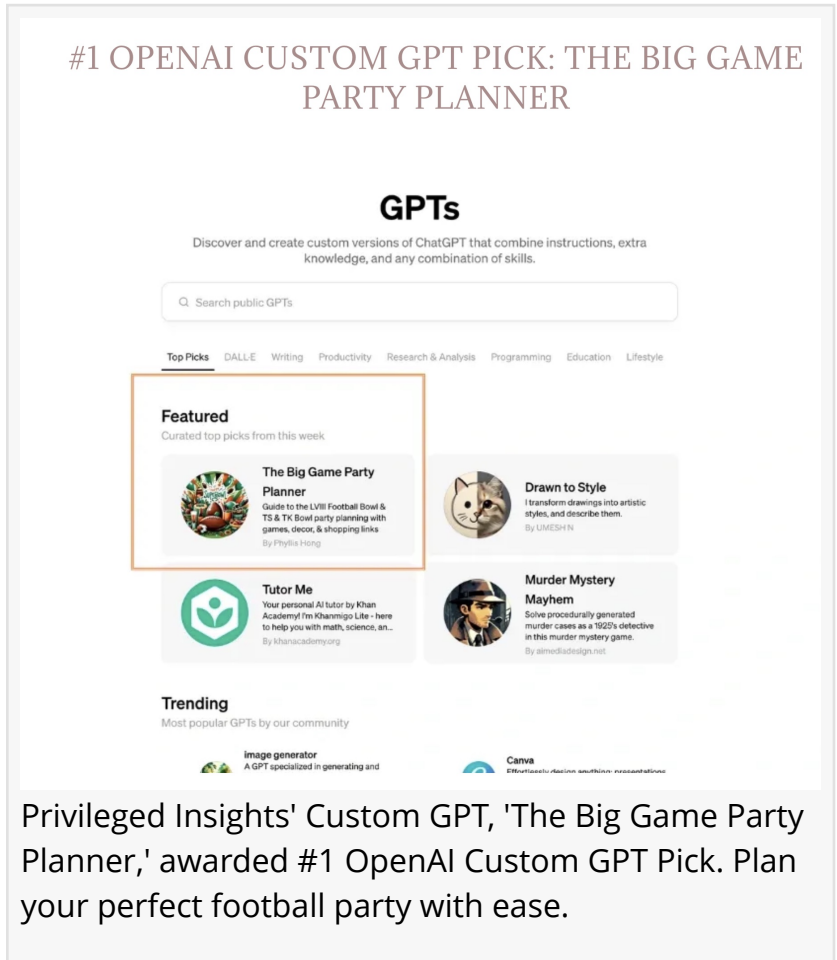 #1 OPENAI CUSTOM GPT PICK: THE BIG GAME
PARTY PLANNER
GPTs
Discover and create custom versions of ChatGPT that combine instructions, extra
knowledge, and any combination of skills.
Search public GPTs
Top Picks DALL·E Writing Productivity Research & Analysis Programming Education Lifestyle
Featured
Curated top picks from this week
The Big Game Party
Planner
Guide to the LVIII Football Bowl &
TS & TK Bowl party planning with
games, decor, & shopping links
By Phyllis Hong
Drawn to Style
I transform drawings into artistic
styles, and describe them.
By UMESH N
Tutor Me
Your personal AI tutor by Khan
Academy! I'm Khanmigo Lite - here
to help you with math, science, an...
By khanacademy.org
Murder Mystery
Mayhem
Solve procedurally generated
murder cases as a 1925's detective
in this murder mystery game.
By aimediadesign.net
Trending
Most popular GPTs by our community
image generator
A GPT specialized in generating and
Canva
Effortlessly design anything: presentations
Privileged Insights' Custom GPT, 'The Big Game Party
Planner,' awarded #1 OpenAI Custom GPT Pick. Plan
your perfect football party with ease.